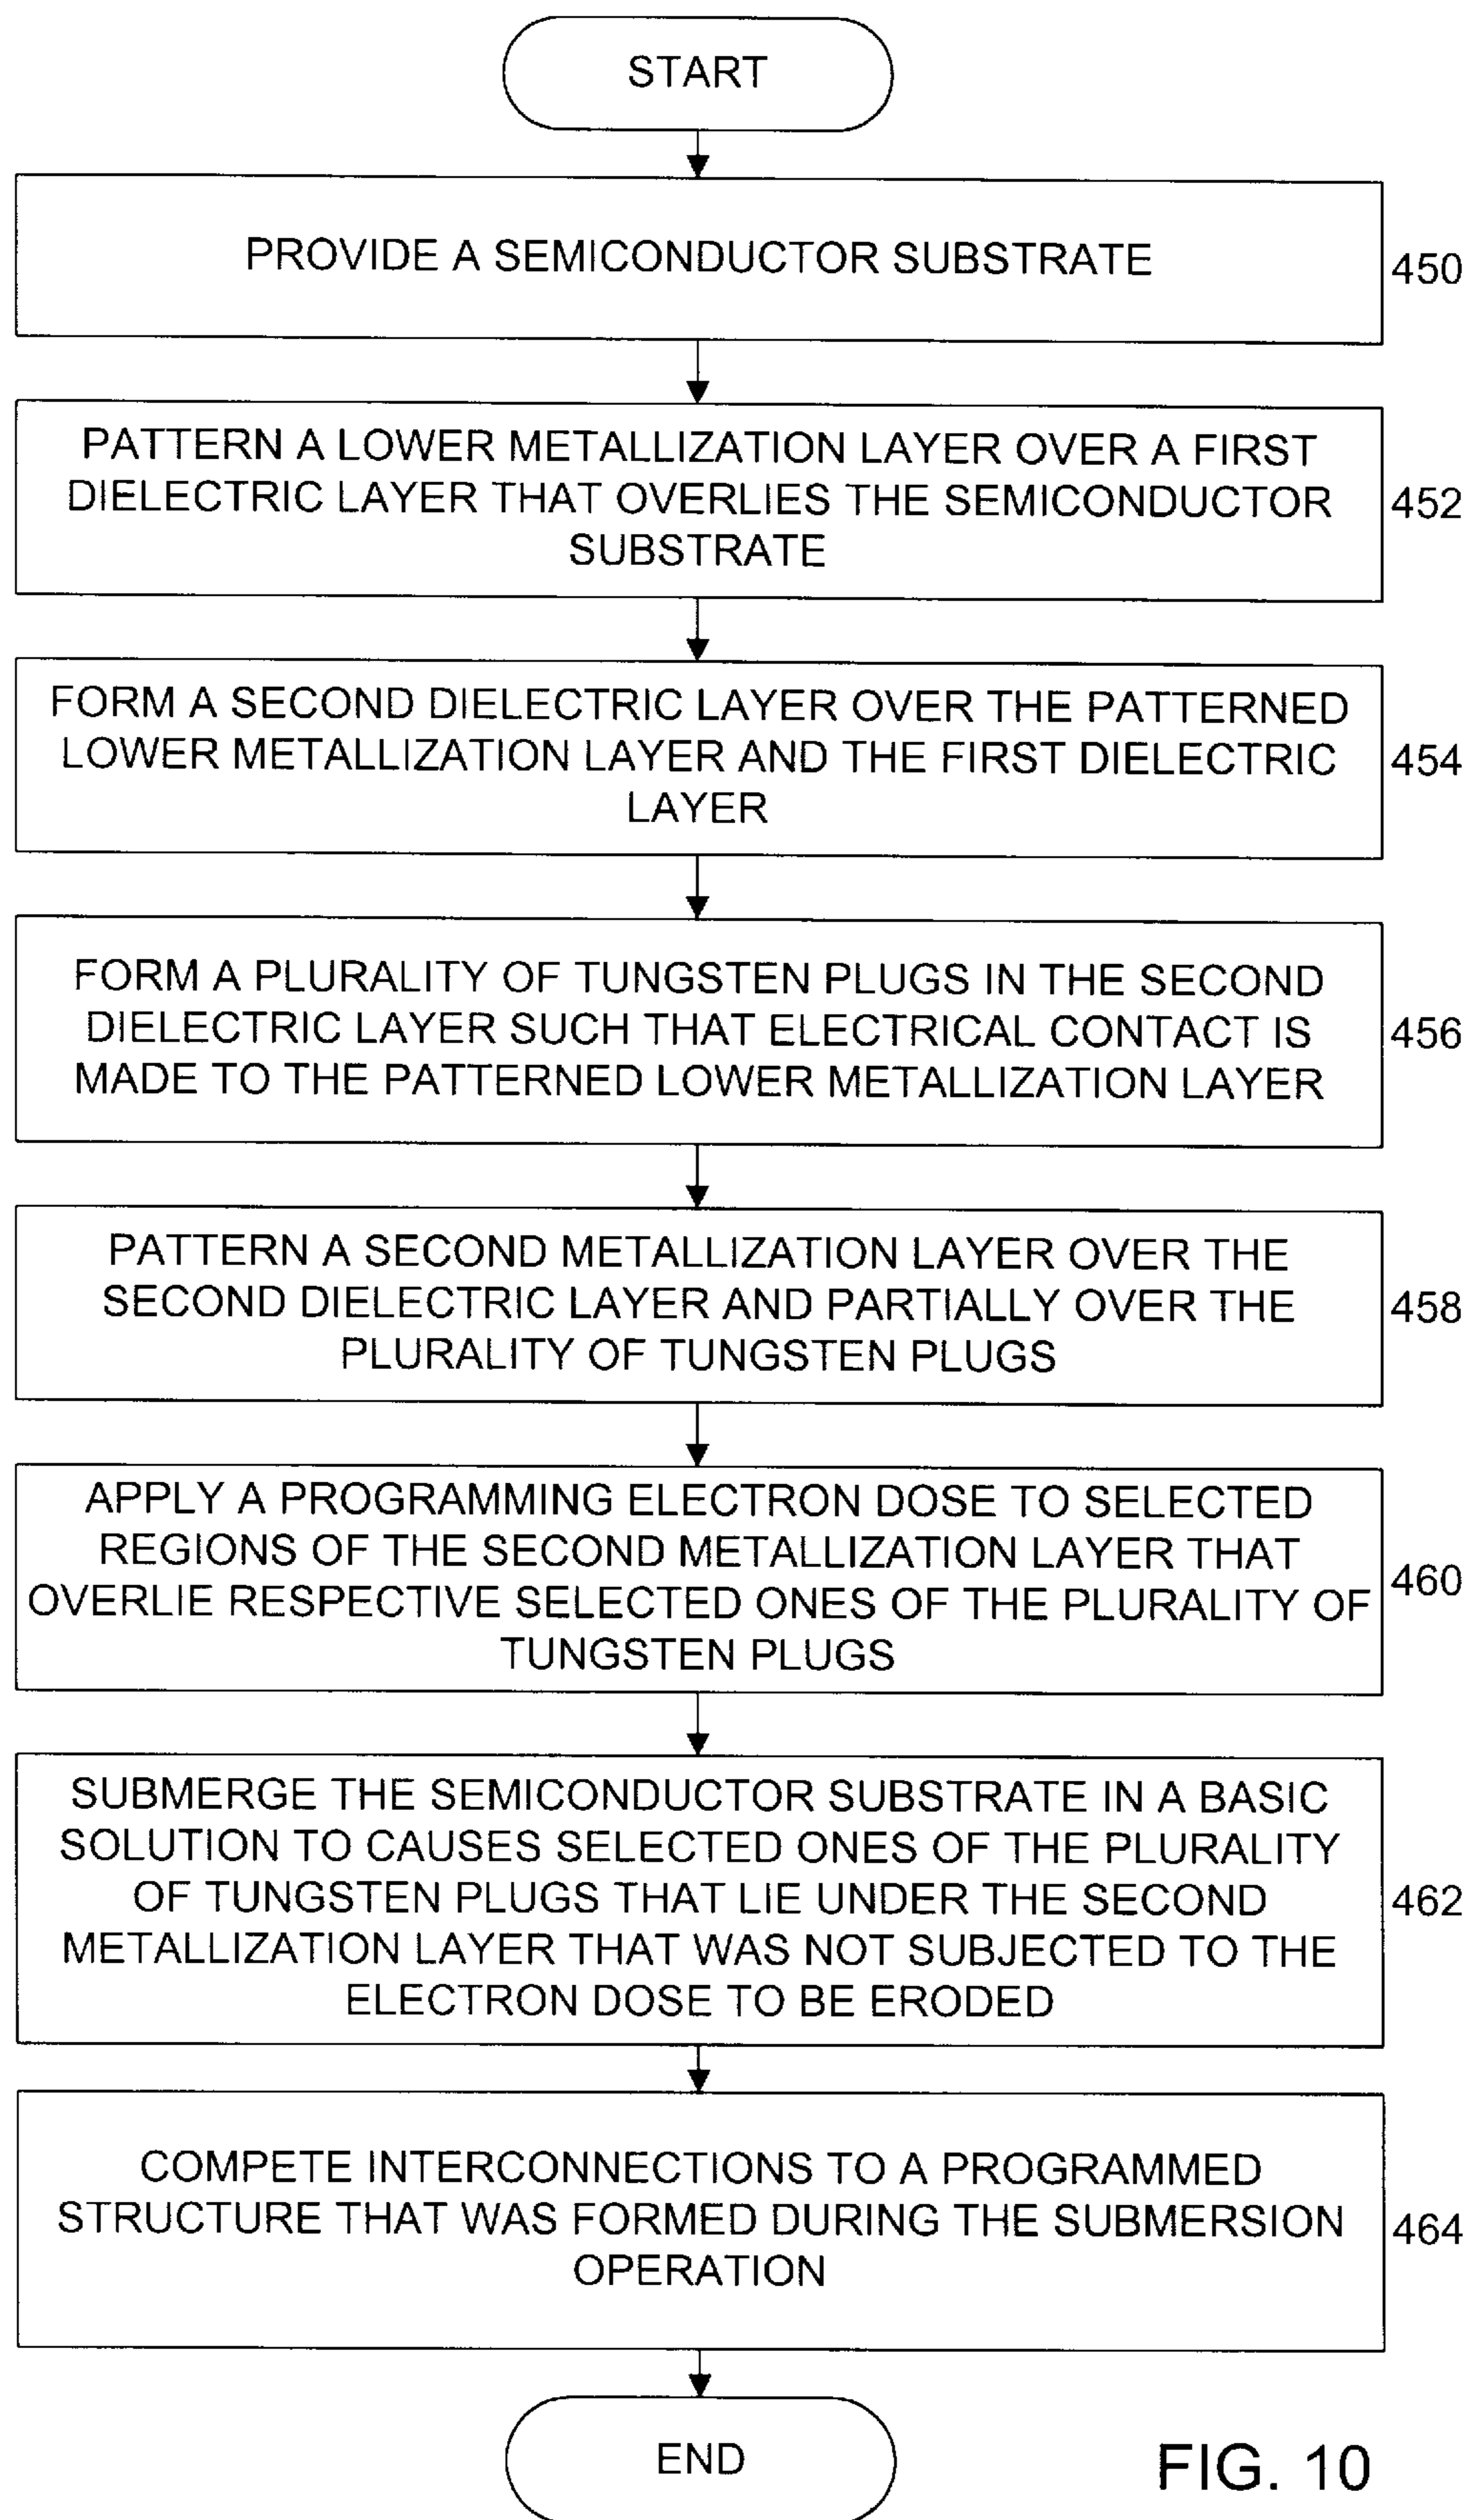 START
PROVIDE A SEMICONDUCTOR SUBSTRATE
450
PATTERN A LOWER METALLIZATION LAYER OVER A FIRST
DIELECTRIC LAYER THAT OVERLIES THE SEMICONDUCTOR
SUBSTRATE
452
FORM A SECOND DIELECTRIC LAYER OVER THE PATTERNED
LOWER METALLIZATION LAYER AND THE FIRST DIELECTRIC
LAYER
454
FORM A PLURALITY OF TUNGSTEN PLUGS IN THE SECOND
DIELECTRIC LAYER SUCH THAT ELECTRICAL CONTACT IS
MADE TO THE PATTERNED LOWER METALLIZATION LAYER
456
PATTERN A SECOND METALLIZATION LAYER OVER THE
SECOND DIELECTRIC LAYER AND PARTIALLY OVER THE
PLURALITY OF TUNGSTEN PLUGS
458
APPLY A PROGRAMMING ELECTRON DOSE TO SELECTED
REGIONS OF THE SECOND METALLIZATION LAYER THAT
OVERLIE RESPECTIVE SELECTED ONES OF THE PLURALITY OF
TUNGSTEN PLUGS
460
SUBMERGE THE SEMICONDUCTOR SUBSTRATE IN A BASIC
SOLUTION TO CAUSES SELECTED ONES OF THE PLURALITY
OF TUNGSTEN PLUGS THAT LIE UNDER THE SECOND
METALLIZATION LAYER THAT WAS NOT SUBJECTED TO THE
ELECTRON DOSE TO BE ERODED
462
COMPETE INTERCONNECTIONS TO A PROGRAMMED
STRUCTURE THAT WAS FORMED DURING THE SUBMERSION
OPERATION
464
END
FIG. 10